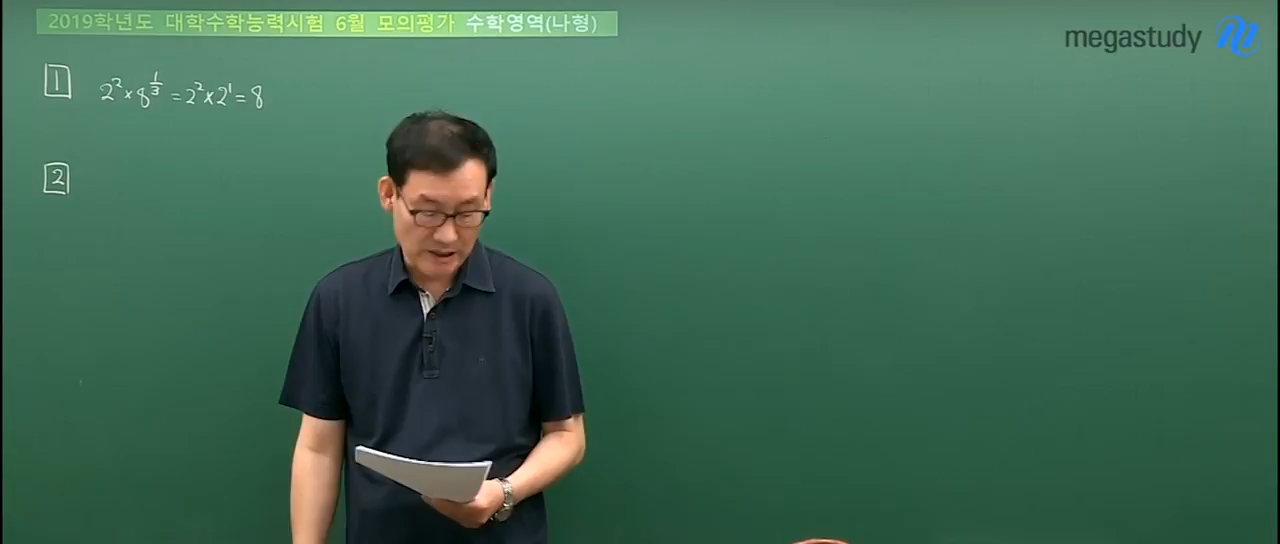 2019학년도 대학수학능력시험 6월 모의평가 수학영역(나형)
megastudy
1 2² × 8^{1/3} = 2² × 2¹ = 8
2